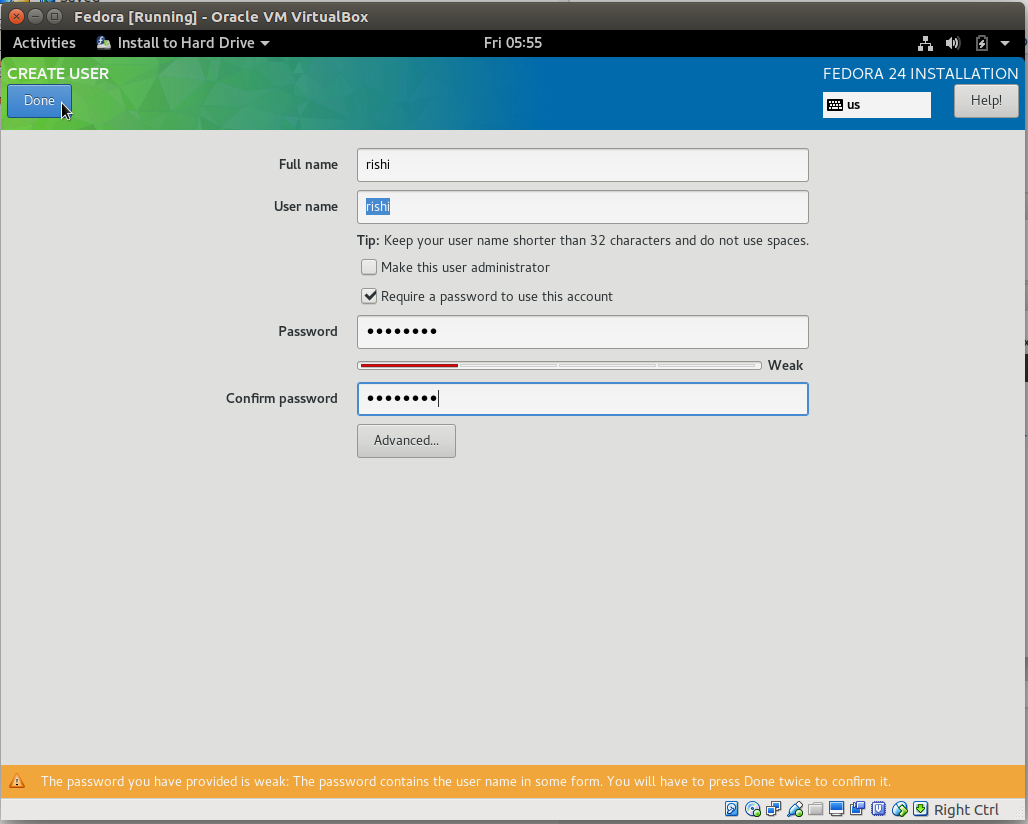 Fedora [Running] - Oracle VM VirtualBox
Activities Install to Hard Drive Fri 05:55
CREATE USER FEDORA 24 INSTALLATION
Done us Help!
Full name rishi
User name rishi
Tip: Keep your user name shorter than 32 characters and do not use spaces.
Make this user administrator
Require a password to use this account
Password ••••••••
Weak
Confirm password ••••••••
Advanced...
The password you have provided is weak: The password contains the user name in some form. You will have to press Done twice to confirm it.
Right Ctrl